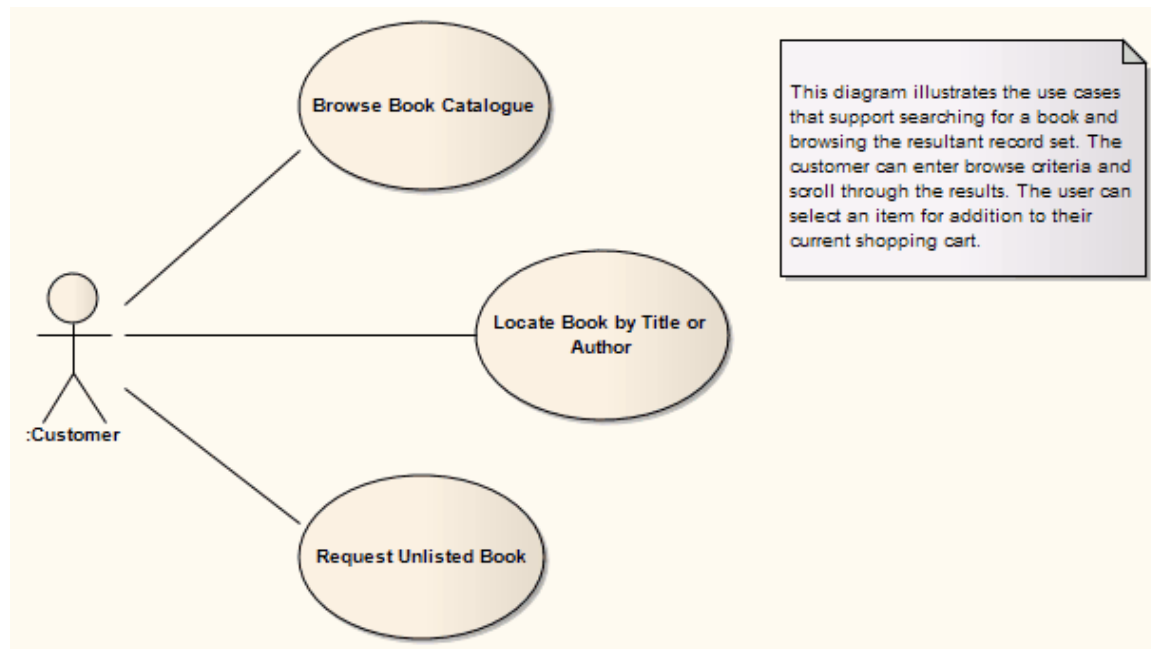 Browse Book Catalogue
This diagram illustrates the use cases
that support searching for a book and
browsing the resultant record set. The
customer can enter browse criteria and
scroll through the results. The user can
select an item for addition to their
current shopping cart.
Locate Book by Title or
Author
:Customer
Request Unlisted Book